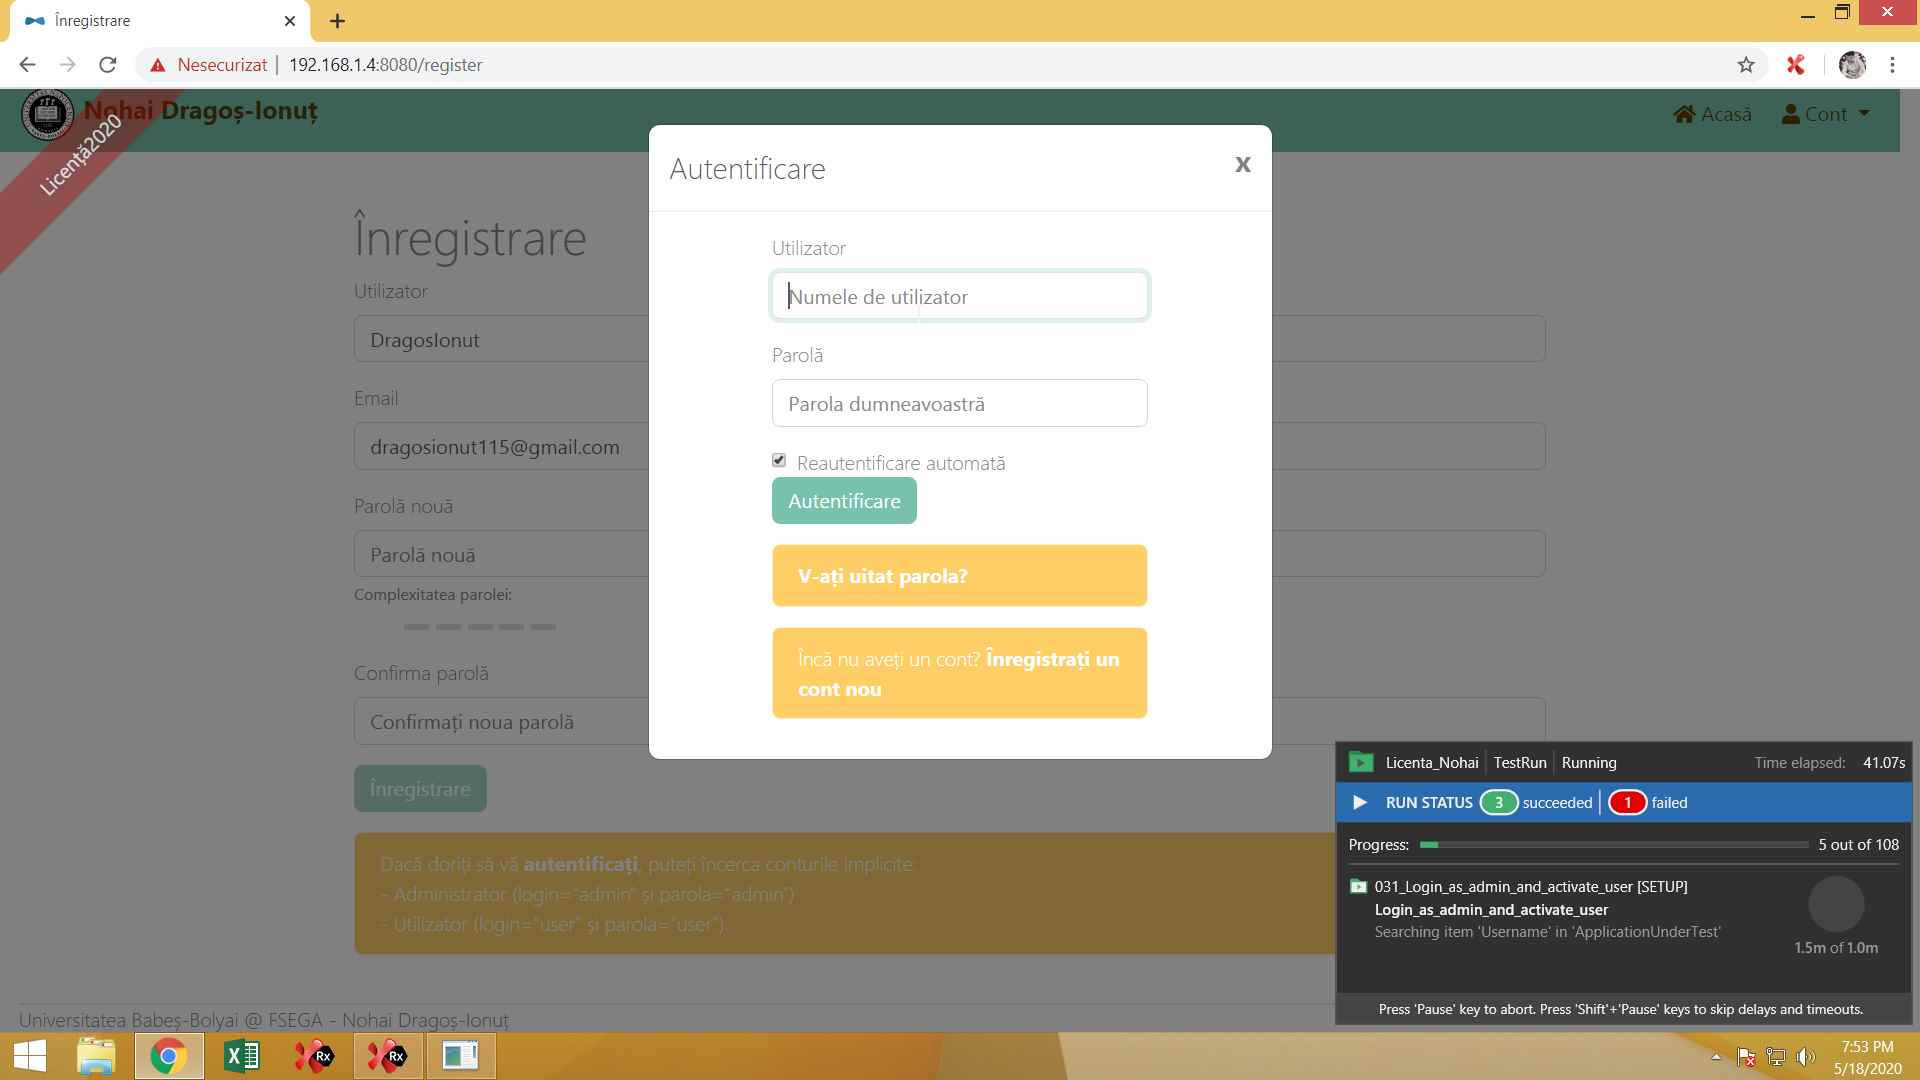 Înregistrare
Nesecurizat
192.168.1.4:8080/register
Nohai Dragoș-Ionuț
Licență2020
Acasă
Cont
Autentificare
x
Utilizator
Numele de utilizator
Parolă
Parola dumneavoastră
Reautentificare automată
Autentificare
V-ați uitat parola?
Încă nu aveți un cont? Înregistrați un
cont nou
Înregistrare
Utilizator
DragosIonut
Email
dragosionut115@gmail.com
Parolă nouă
Parolă nouă
Complexitatea parolei:
Confirma parolă
Confirmați noua parolă
Înregistrare
Dacă doriți să vă autentificați, puteți încerca conturile implicite:
- Administrator (login="admin" și parola="admin")
- Utilizator (login="user" și parola="user").
Universitatea Babeș-Bolyai @ FSEGA - Nohai Dragoș-Ionuț
Licenta_Nohai TestRun Running Time elapsed: 41.07s
RUN STATUS 3 succeeded 1 failed
Progress: 5 out of 108
031_Login_as_admin_and_activate_user [SETUP]
Login_as_admin_and_activate_user
Searching item 'Username' in 'ApplicationUnderTest'
1.5m of 1.0m
Press 'Pause' key to abort. Press 'Shift'+'Pause' keys to skip delays and timeouts.
Rx
Rx
7:53 PM
5/18/2020